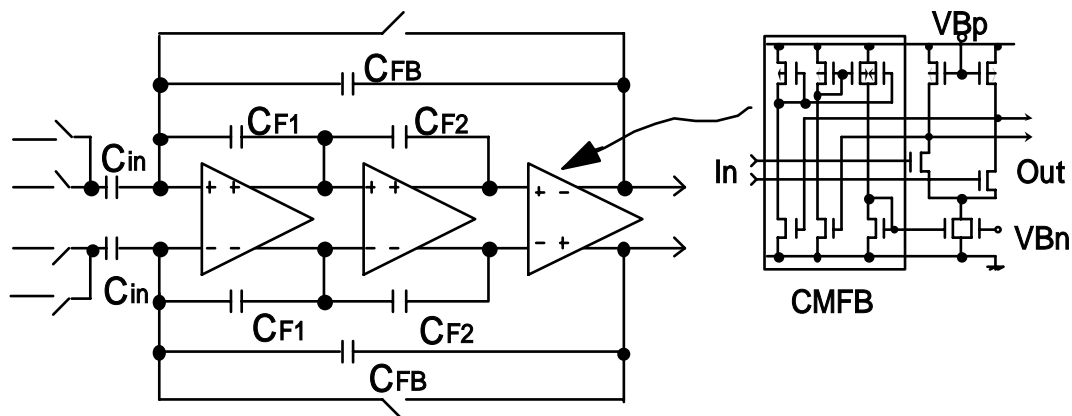 VBp
CFB
CF1
CF2
Cin
+ + + + + -
In
Out
- - - - - +
VBn
Cin
CF1
CF2
CFB
CMFB